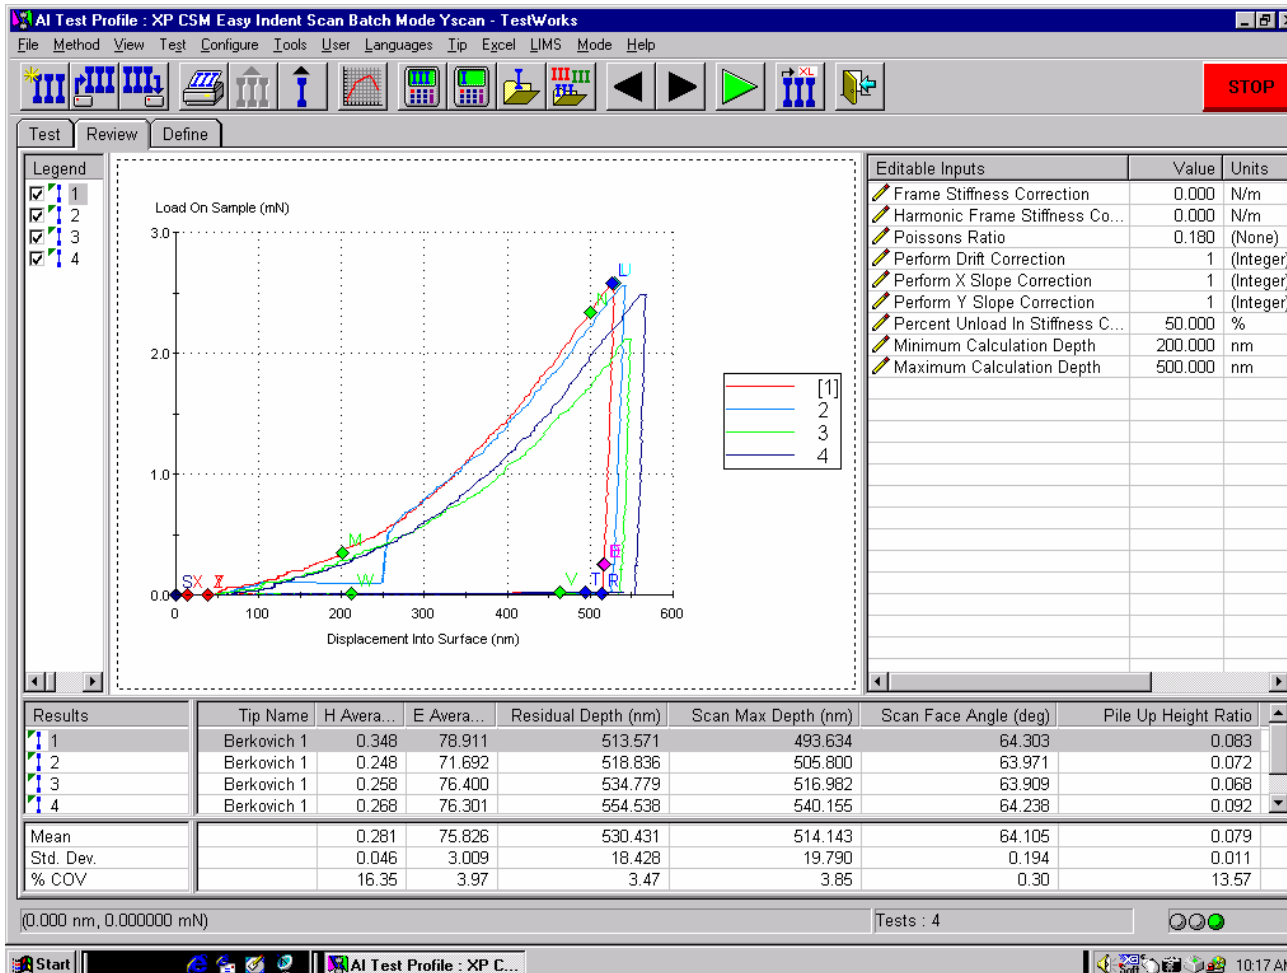 AI Test Profile : XP CSM Easy Indent Scan Batch Mode Yscan - TestWorks
File Method View Test Configure Tools User Languages Tip Excel LIMS Mode Help
XL
STOP
Test Review Define
Legend
1
2
3
4
Load On Sample (mN)
3.0
2.0
1.0
0.0
0 100 200 300 400 500 600
Displacement Into Surface (nm)
N
M
W
V
T
R
S
X
[1]
2
3
4
Editable Inputs Value Units
Frame Stiffness Correction 0.000 N/m
Harmonic Frame Stiffness Co... 0.000 N/m
Poissons Ratio 0.180 (None)
Perform Drift Correction 1 (Integer)
Perform X Slope Correction 1 (Integer)
Perform Y Slope Correction 1 (Integer)
Percent Unload In Stiffness C... 50.000 %
Minimum Calculation Depth 200.000 nm
Maximum Calculation Depth 500.000 nm
Results Tip Name H Avera... E Avera... Residual Depth (nm) Scan Max Depth (nm) Scan Face Angle (deg) Pile Up Height Ratio
1 Berkovich 1 0.348 78.911 513.571 493.634 64.303 0.083
2 Berkovich 1 0.248 71.692 518.836 505.800 63.971 0.072
3 Berkovich 1 0.258 76.400 534.779 516.982 63.909 0.068
4 Berkovich 1 0.268 76.301 554.538 540.155 64.238 0.092
Mean 0.281 75.826 530.431 514.143 64.105 0.079
Std. Dev. 0.046 3.009 18.428 19.790 0.194 0.011
% COV 16.35 3.97 3.47 3.85 0.30 13.57
(0.000 nm, 0.000000 mN) Tests : 4
Start AI Test Profile : XP C... 10:17 AM